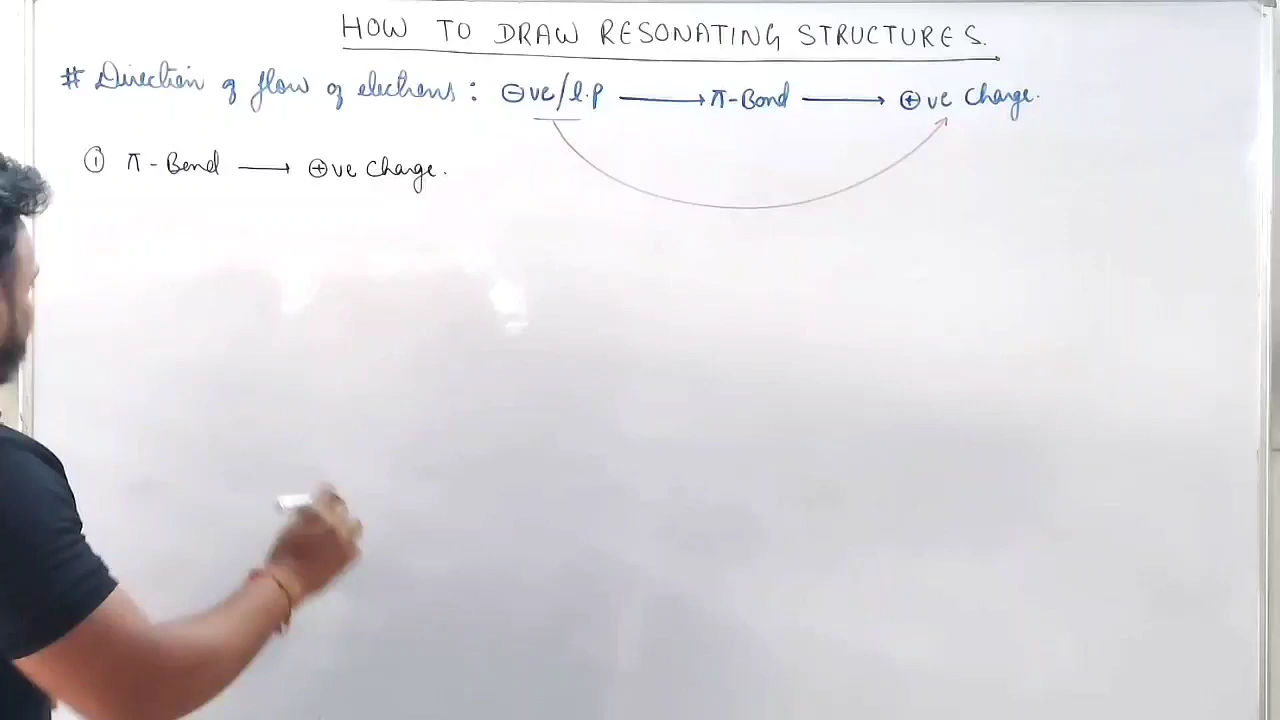 HOW TO DRAW RESONATING STRUCTURES.
# Direction of flow of electrons : ⊖ve/l.p ⟶ π-Bond ⟶ ⊕ve Charge.
① π-Bond ⟶ ⊕ve Charge.